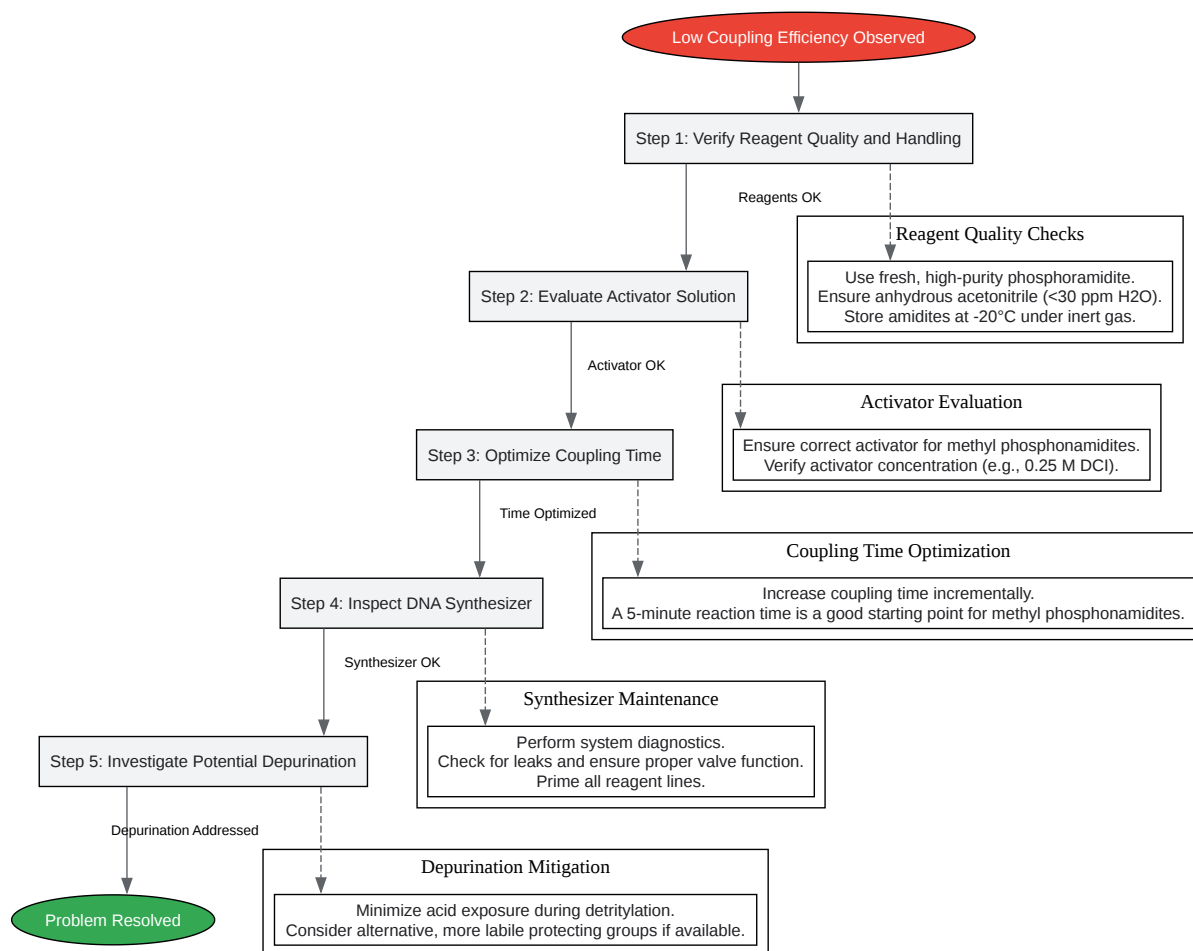 Low Coupling Efficiency Observed
Step 1: Verify Reagent Quality and Handling
Reagents OK
Reagent Quality Checks
Use fresh, high-purity phosphoramidite.
Ensure anhydrous acetonitrile (<30 ppm H2O).
Store amidites at -20°C under inert gas.
Step 2: Evaluate Activator Solution
Activator OK
Activator Evaluation
Ensure correct activator for methyl phosphonamidites.
Verify activator concentration (e.g., 0.25 M DCI).
Step 3: Optimize Coupling Time
Time Optimized
Coupling Time Optimization
Increase coupling time incrementally.
A 5-minute reaction time is a good starting point for methyl phosphonamidites.
Step 4: Inspect DNA Synthesizer
Synthesizer OK
Synthesizer Maintenance
Perform system diagnostics.
Check for leaks and ensure proper valve function.
Prime all reagent lines.
Step 5: Investigate Potential Depurination
Depurination Addressed
Depurination Mitigation
Minimize acid exposure during detritylation.
Consider alternative, more labile protecting groups if available.
Problem Resolved